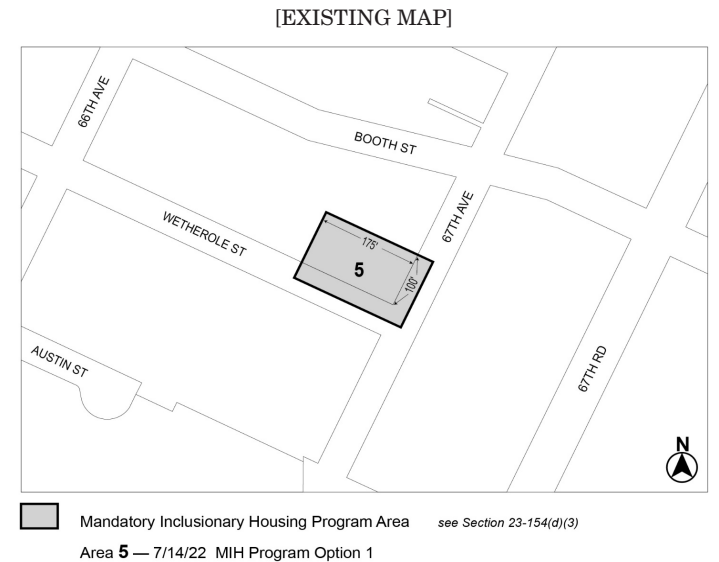 [EXISTING MAP]
66TH AVE
BOOTH ST
WETHEROLE ST
67TH AVE
175'
5
100'
AUSTIN ST
67TH RD
N
Mandatory Inclusionary Housing Program Area see Section 23-154(d)(3)
Area 5 — 7/14/22 MIH Program Option 1